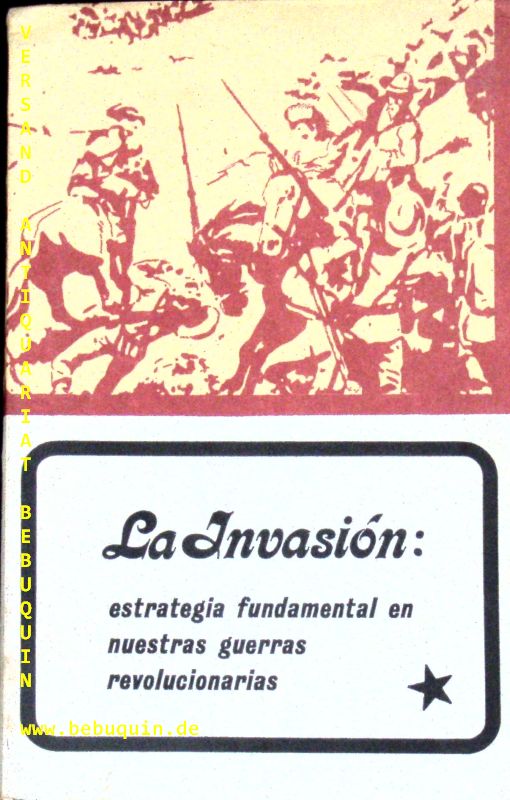 VERSAND ANTIQUARIAT BEBUQUIN
La Invasión:
estrategia fundamental en
nuestras guerras
revolucionarias
www.bebuquin.de